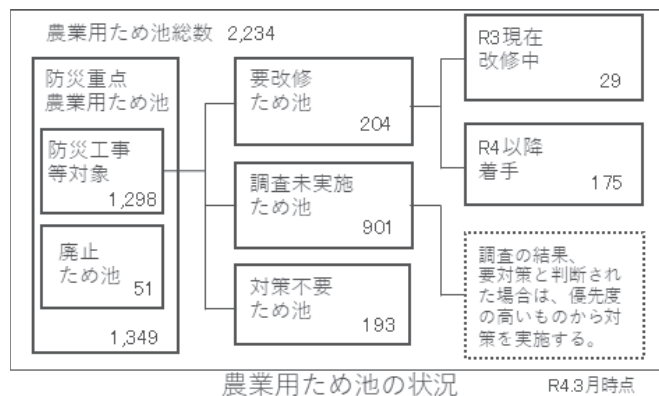 農業用ため池総数 2,234
防災重点
農業用ため池
防災工事
等対象
1,298
廃止
ため池
51
1,349
要改修
ため池
204
調査未実施
ため池
901
対策不要
ため池
193
R3現在
改修中
29
R4以降
着手
175
調査の結果、
要対策と判断され
た場合は、優先度
の高いものから対
策を実施する。
農業用ため池の状況
R4.3月時点